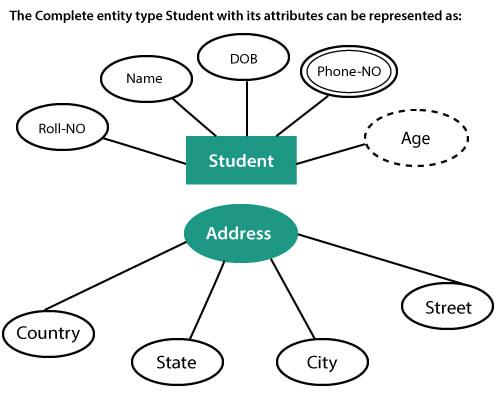 The Complete entity type Student with its attributes can be represented as:
DOB
Name
Phone-NO
Roll-NO
Age
Student
Address
Country
Street
State
City